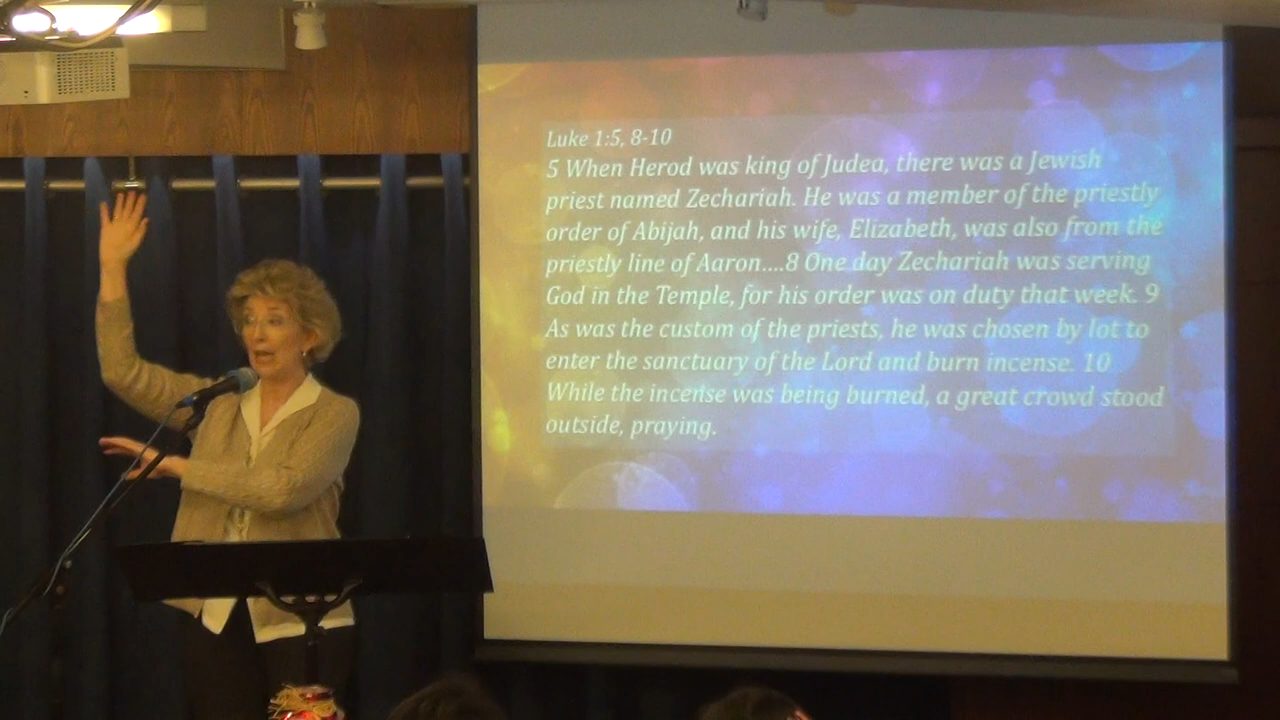 Luke 1:5, 8-10
5 When Herod was king of Judea, there was a Jewish
priest named Zechariah. He was a member of the priestly
order of Abijah, and his wife, Elizabeth, was also from the
priestly line of Aaron....8 One day Zechariah was serving
God in the Temple, for his order was on duty that week. 9
As was the custom of the priests, he was chosen by lot to
enter the sanctuary of the Lord and burn incense. 10
While the incense was being burned, a great crowd stood
outside, praying.